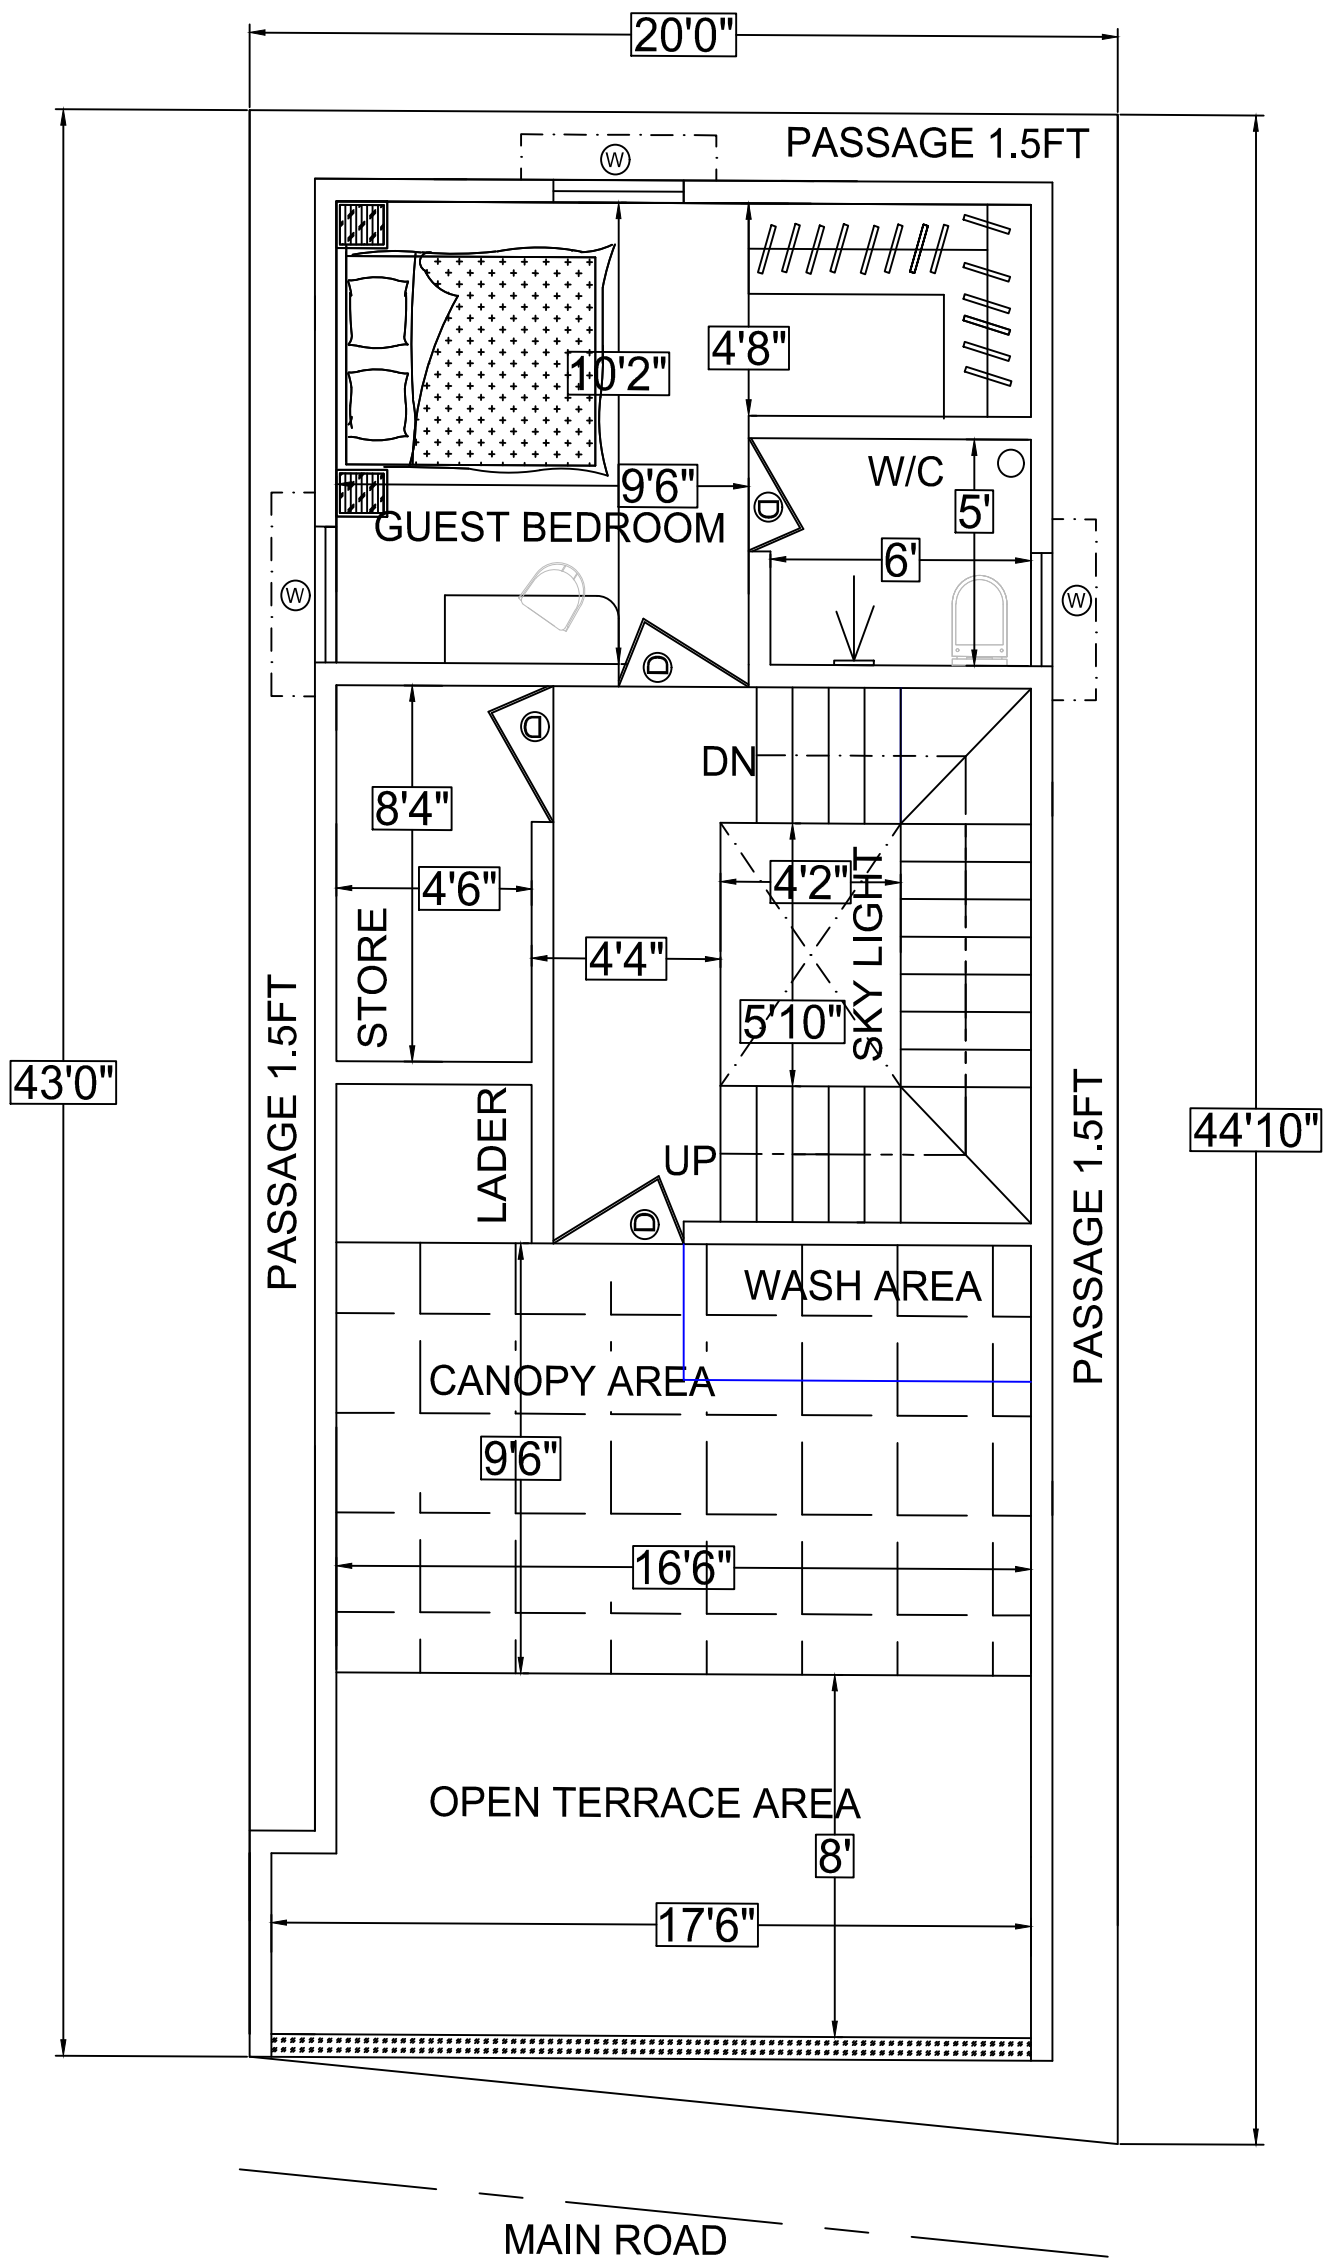 20'0"
PASSAGE 1.5FT
W
4'8"
10'2"
W/C
9'6"
5'
D
GUEST BEDROOM
6'
W
W
D
D
DN
8'4"
4'2"
4'6"
SKY LIGHT
STORE
4'4"
5'10"
PASSAGE 1.5FT
43'0"
PASSAGE 1.5FT
44'10"
LADER
UP
D
WASH AREA
CANOPY AREA
9'6"
16'6"
OPEN TERRACE AREA
8'
17'6"
MAIN ROAD